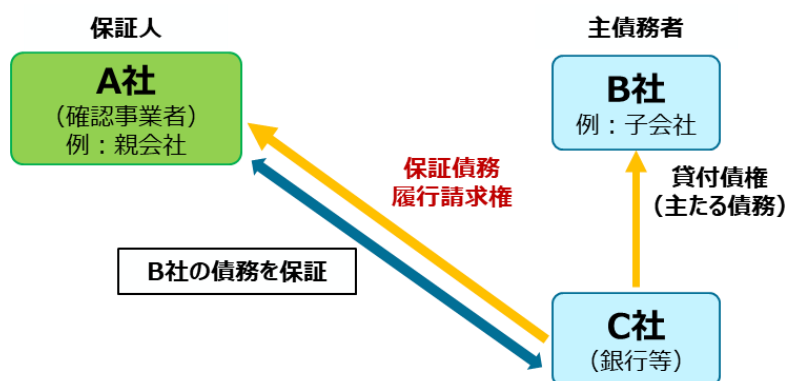 保証人
主債務者
A社
（確認事業者）
例：親会社
B社
例：子会社
保証債務
履行請求権
貸付債権
（主たる債務）
B社の債務を保証
C社
（銀行等）